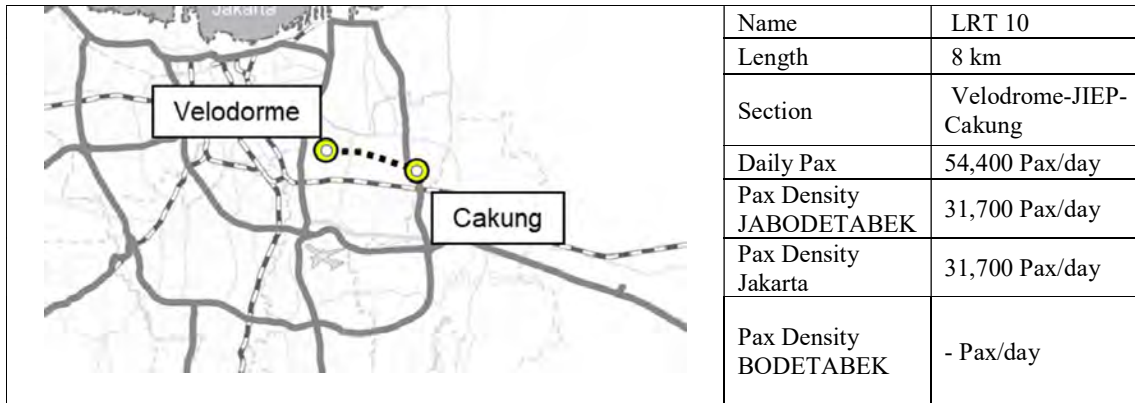 Jakarta
Velodorme
Cakung
Name LRT 10
Length 8 km
Section Velodrome-JIEP-
Cakung
Daily Pax 54,400 Pax/day
Pax Density
JABODETABEK 31,700 Pax/day
Pax Density
Jakarta 31,700 Pax/day
Pax Density
BODETABEK - Pax/day